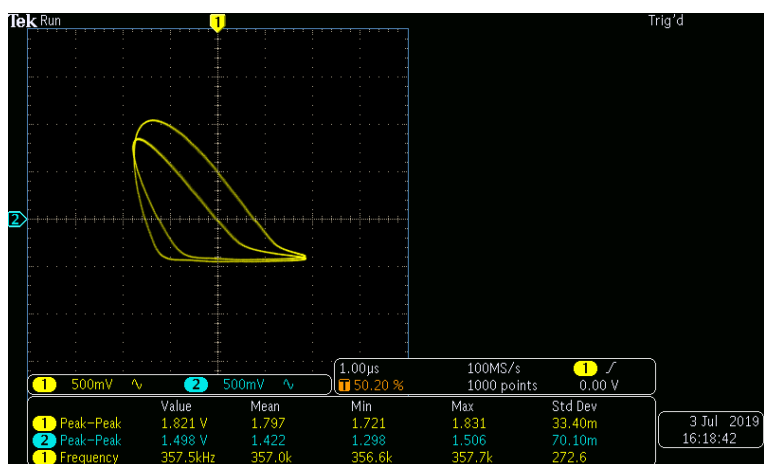 Tek Run Trig'd
1
2
1 500mV 2 500mV
1.00µs 100MS/s 1
T 50.20 % 1000 points 0.00 V
Value Mean Min Max Std Dev
1 Peak-Peak 1.821 V 1.797 1.721 1.831 33.40m
2 Peak-Peak 1.498 V 1.422 1.298 1.506 70.10m
1 Frequency 357.5kHz 357.0k 356.6k 357.7k 272.6
3 Jul 2019
16:18:42